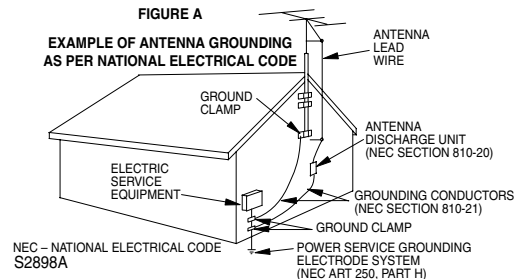 FIGURE A
EXAMPLE OF ANTENNA GROUNDING
AS PER NATIONAL ELECTRICAL CODE
ANTENNA
LEAD
WIRE
GROUND
CLAMP
ANTENNA
DISCHARGE UNIT
(NEC SECTION 810-20)
ELECTRIC
SERVICE
EQUIPMENT
GROUNDING CONDUCTORS
(NEC SECTION 810-21)
GROUND CLAMP
POWER SERVICE GROUNDING
ELECTRODE SYSTEM
(NEC ART 250, PART H)
NEC – NATIONAL ELECTRICAL CODE
S2898A